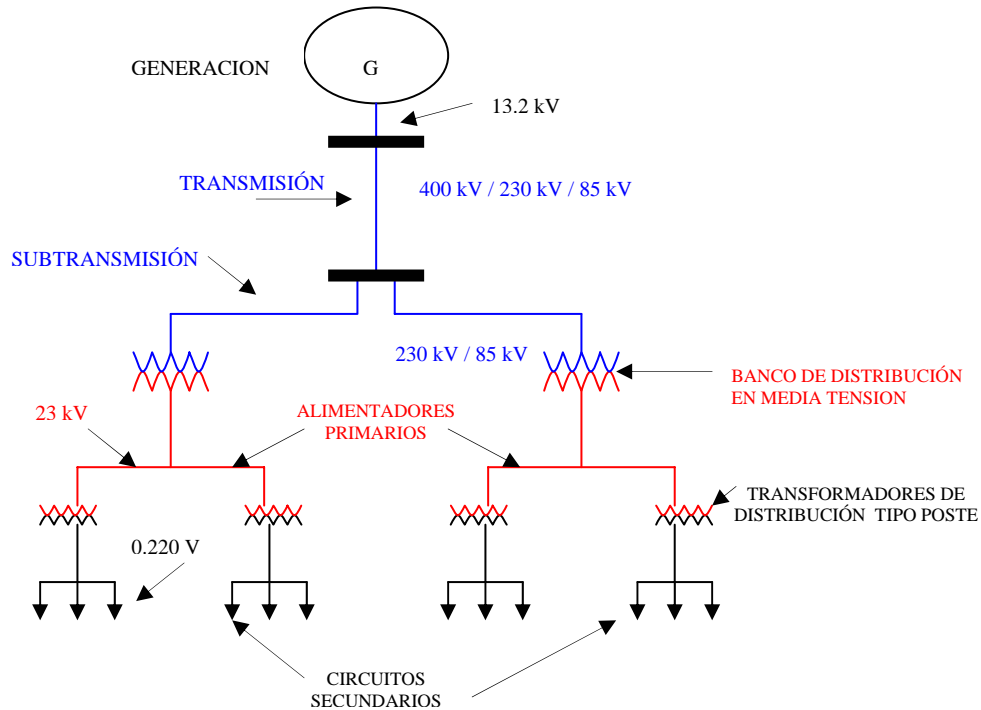 GENERACION
G
13.2 kV
TRANSMISIÓN
400 kV / 230 kV / 85 kV
SUBTRANSMISIÓN
230 kV / 85 kV
BANCO DE DISTRIBUCIÓN
EN MEDIA TENSION
23 kV
ALIMENTADORES
PRIMARIOS
TRANSFORMADORES DE
DISTRIBUCIÓN TIPO POSTE
0.220 V
CIRCUITOS
SECUNDARIOS